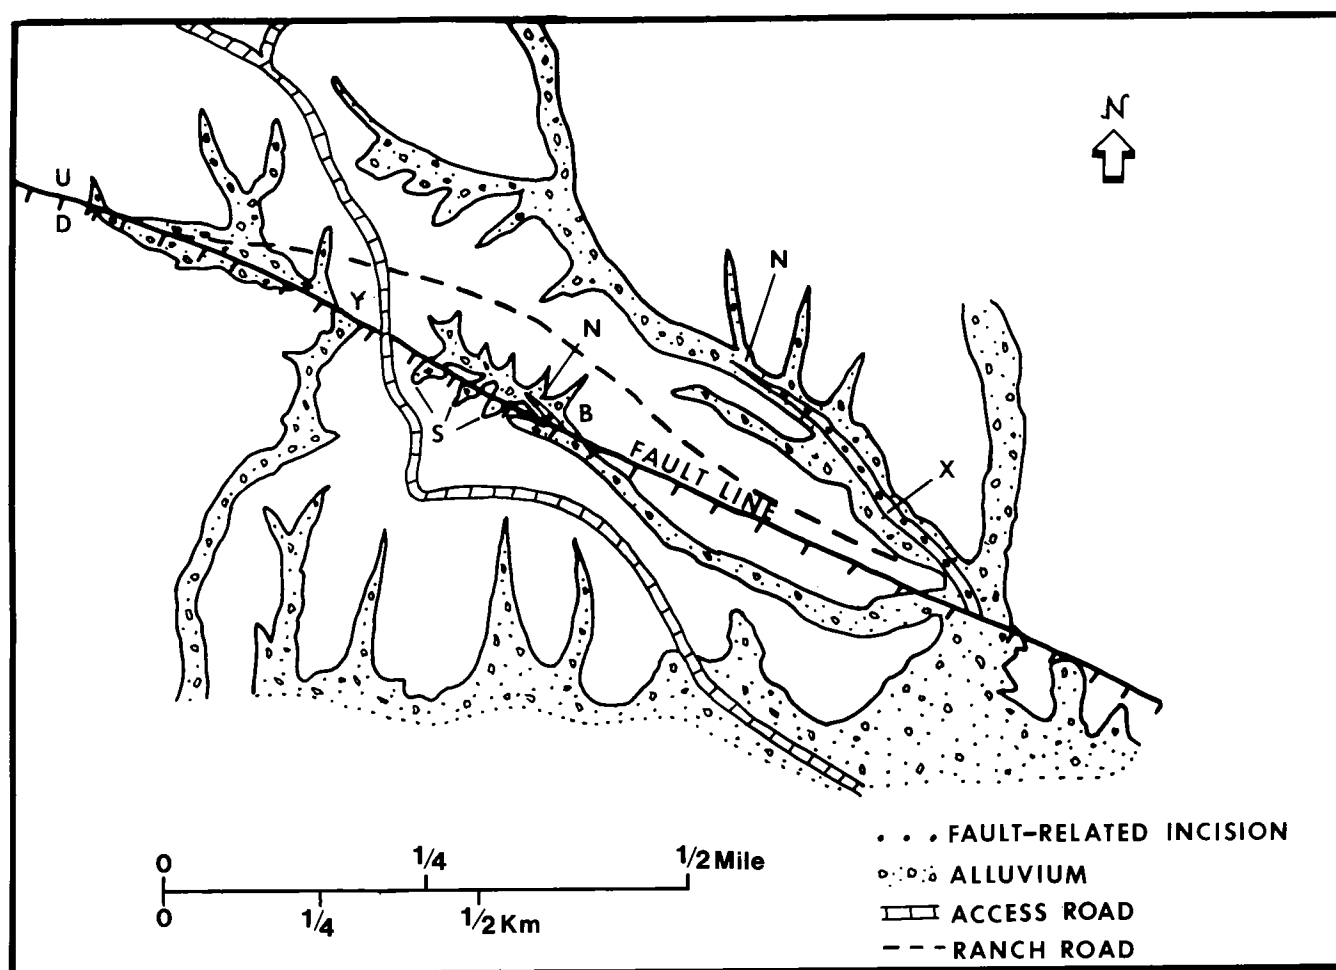 N
U
D
N
Y
N
B
S
FAULT LINE
X
0 1/4 1/2 Mile
0 1/4 1/2 Km
FAULT-RELATED INCISION
ALLUVIUM
ACCESS ROAD
RANCH ROAD